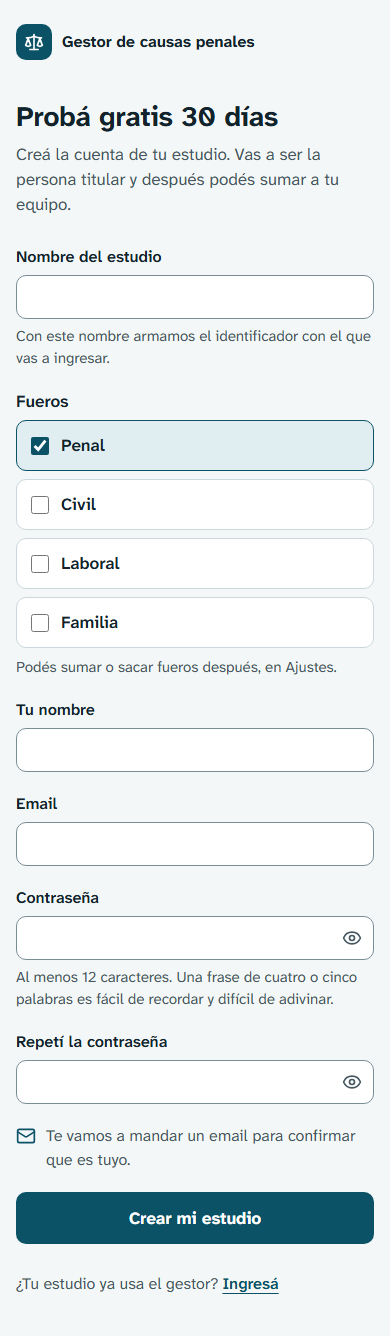 Gestor de causas penales
Probá gratis 30 días
Creá la cuenta de tu estudio. Vas a ser la
persona titular y después podés sumar a tu
equipo.
Nombre del estudio
Con este nombre armamos el identificador con el que
vas a ingresar.
Fueros
Penal
Civil
Laboral
Familia
Podés sumar o sacar fueros después, en Ajustes.
Tu nombre
Email
Contraseña
Al menos 12 caracteres. Una frase de cuatro o cinco
palabras es fácil de recordar y difícil de adivinar.
Repetí la contraseña
Te vamos a mandar un email para confirmar
que es tuyo.
Crear mi estudio
¿Tu estudio ya usa el gestor? Ingresá